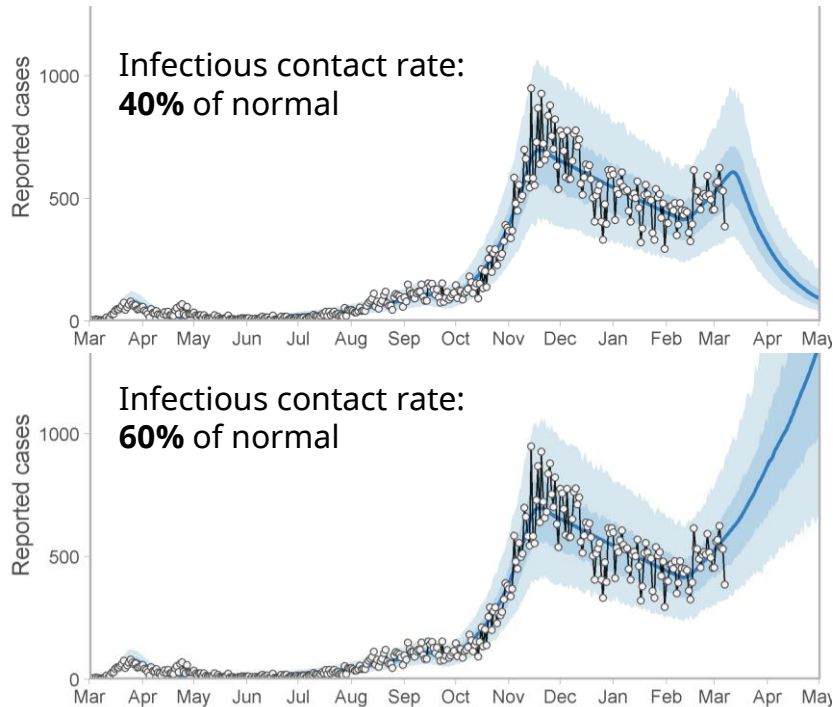 Infectious contact rate:
40% of normal
Reported cases
1000
500
0
Mar Apr May Jun Jul Aug Sep Oct Nov Dec Jan Feb Mar Apr May
Infectious contact rate:
60% of normal
Reported cases
1000
500
0
Mar Apr May Jun Jul Aug Sep Oct Nov Dec Jan Feb Mar Apr May